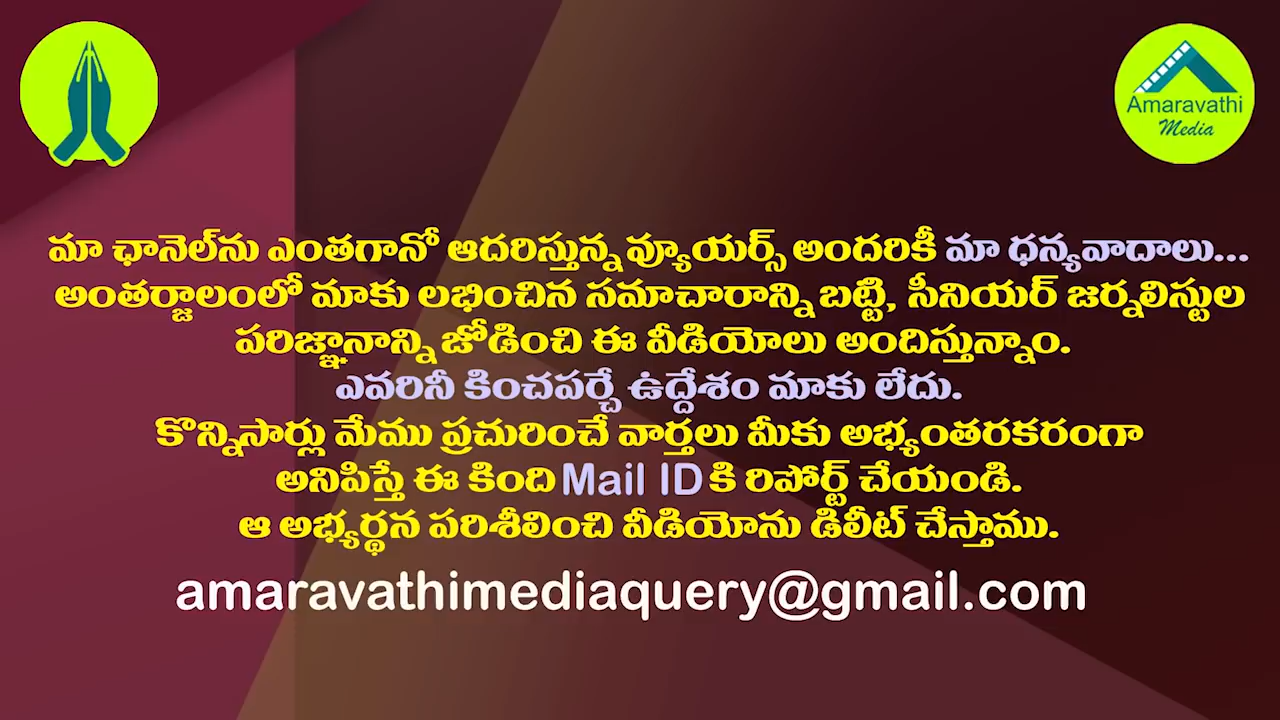 Amaravathi
Media
మా ఛానెల్‌ను ఎంతగానో ఆదరిస్తున్న వ్యూయర్స్ అందరికీ మా ధన్యవాదాలు...
అంతర్జాలంలో మాకు లభించిన సమాచారాన్ని బట్టి, సీనియర్ జర్నలిస్టుల
పరిజ్ఞానాన్ని జోడించి ఈ వీడియోలు అందిస్తున్నాం.
ఎవరినీ కించపర్చే ఉద్దేశం మాకు లేదు.
కొన్నిసార్లు మేము ప్రచురించే వార్తలు మీకు అభ్యంతరకరంగా
అనిపిస్తే ఈ కింది Mail ID కి రిపోర్ట్ చేయండి.
ఆ అభ్యర్థన పరిశీలించి వీడియోను డిలీట్ చేస్తాము.
amaravathimediaquery@gmail.com